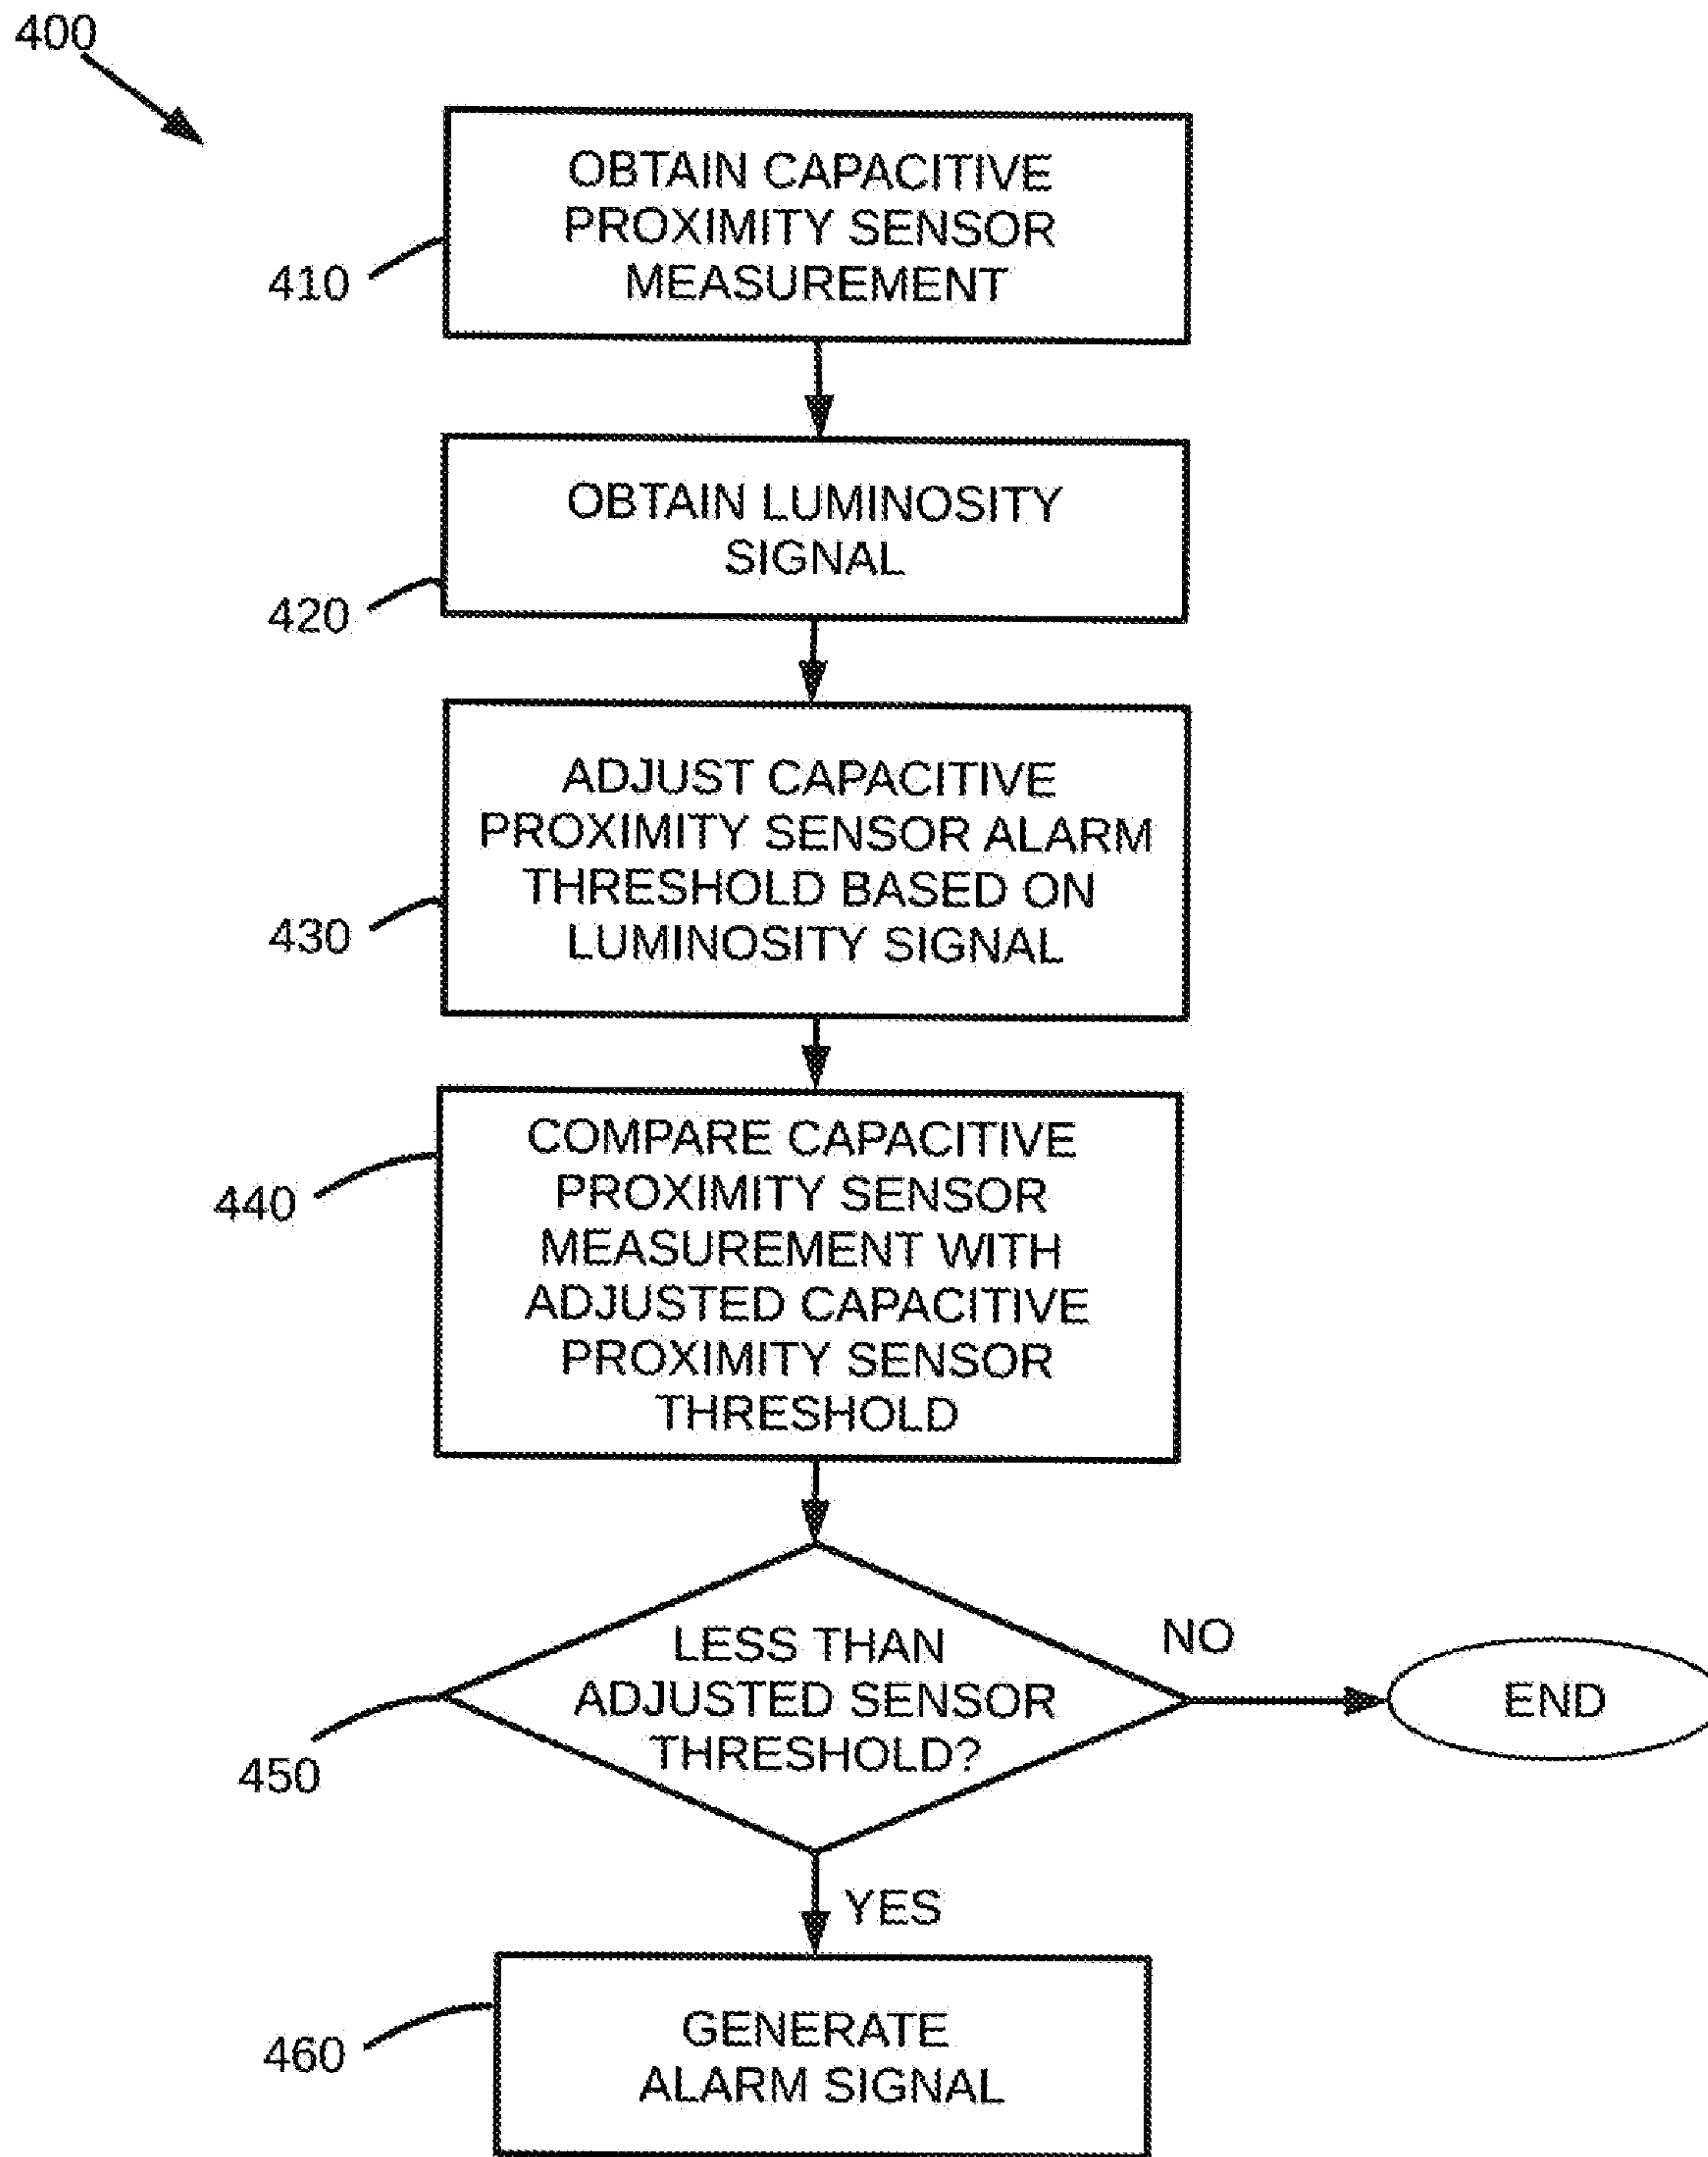 400
OBTAIN CAPACITIVE
PROXIMITY SENSOR
MEASUREMENT
410
OBTAIN LUMINOSITY
SIGNAL
420
ADJUST CAPACITIVE
PROXIMITY SENSOR ALARM
THRESHOLD BASED ON
LUMINOSITY SIGNAL
430
COMPARE CAPACITIVE
PROXIMITY SENSOR
MEASUREMENT WITH
ADJUSTED CAPACITIVE
PROXIMITY SENSOR
THRESHOLD
440
LESS THAN
ADJUSTED SENSOR
THRESHOLD?
450
NO
END
YES
GENERATE
ALARM SIGNAL
460